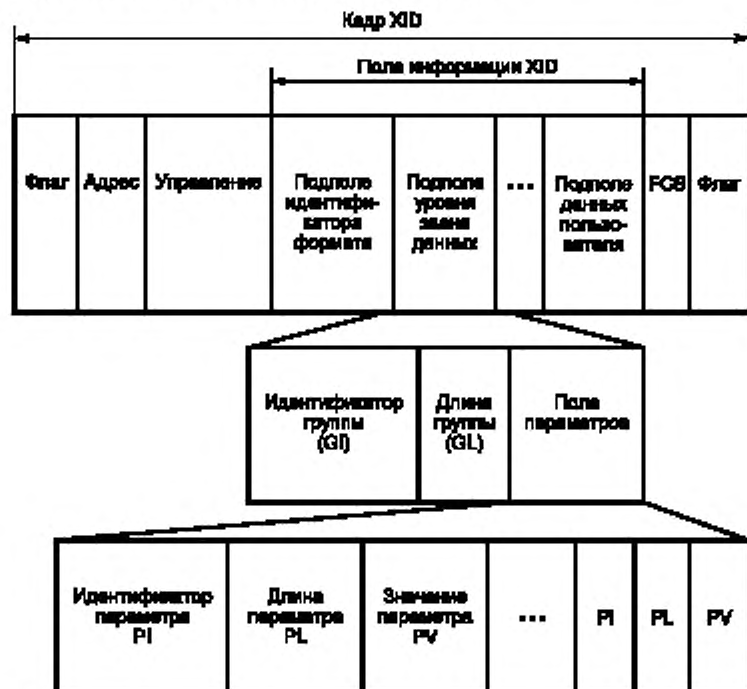 Кадр XID
Поле информации XID
Флаг
Адрес
Управление
Подполе
идентифи-
катора
формата
Подполе
уровня
звена
данных
...
Подполе
данных
пользо-
вателя
FCS
Флаг
Идентификатор
группы
(GI)
Длина
группы
(GL)
Поле
параметров
Идентификатор
параметра
PI
Длина
параметра
PL
Значение
параметра
PV
...
PI
PL
PV